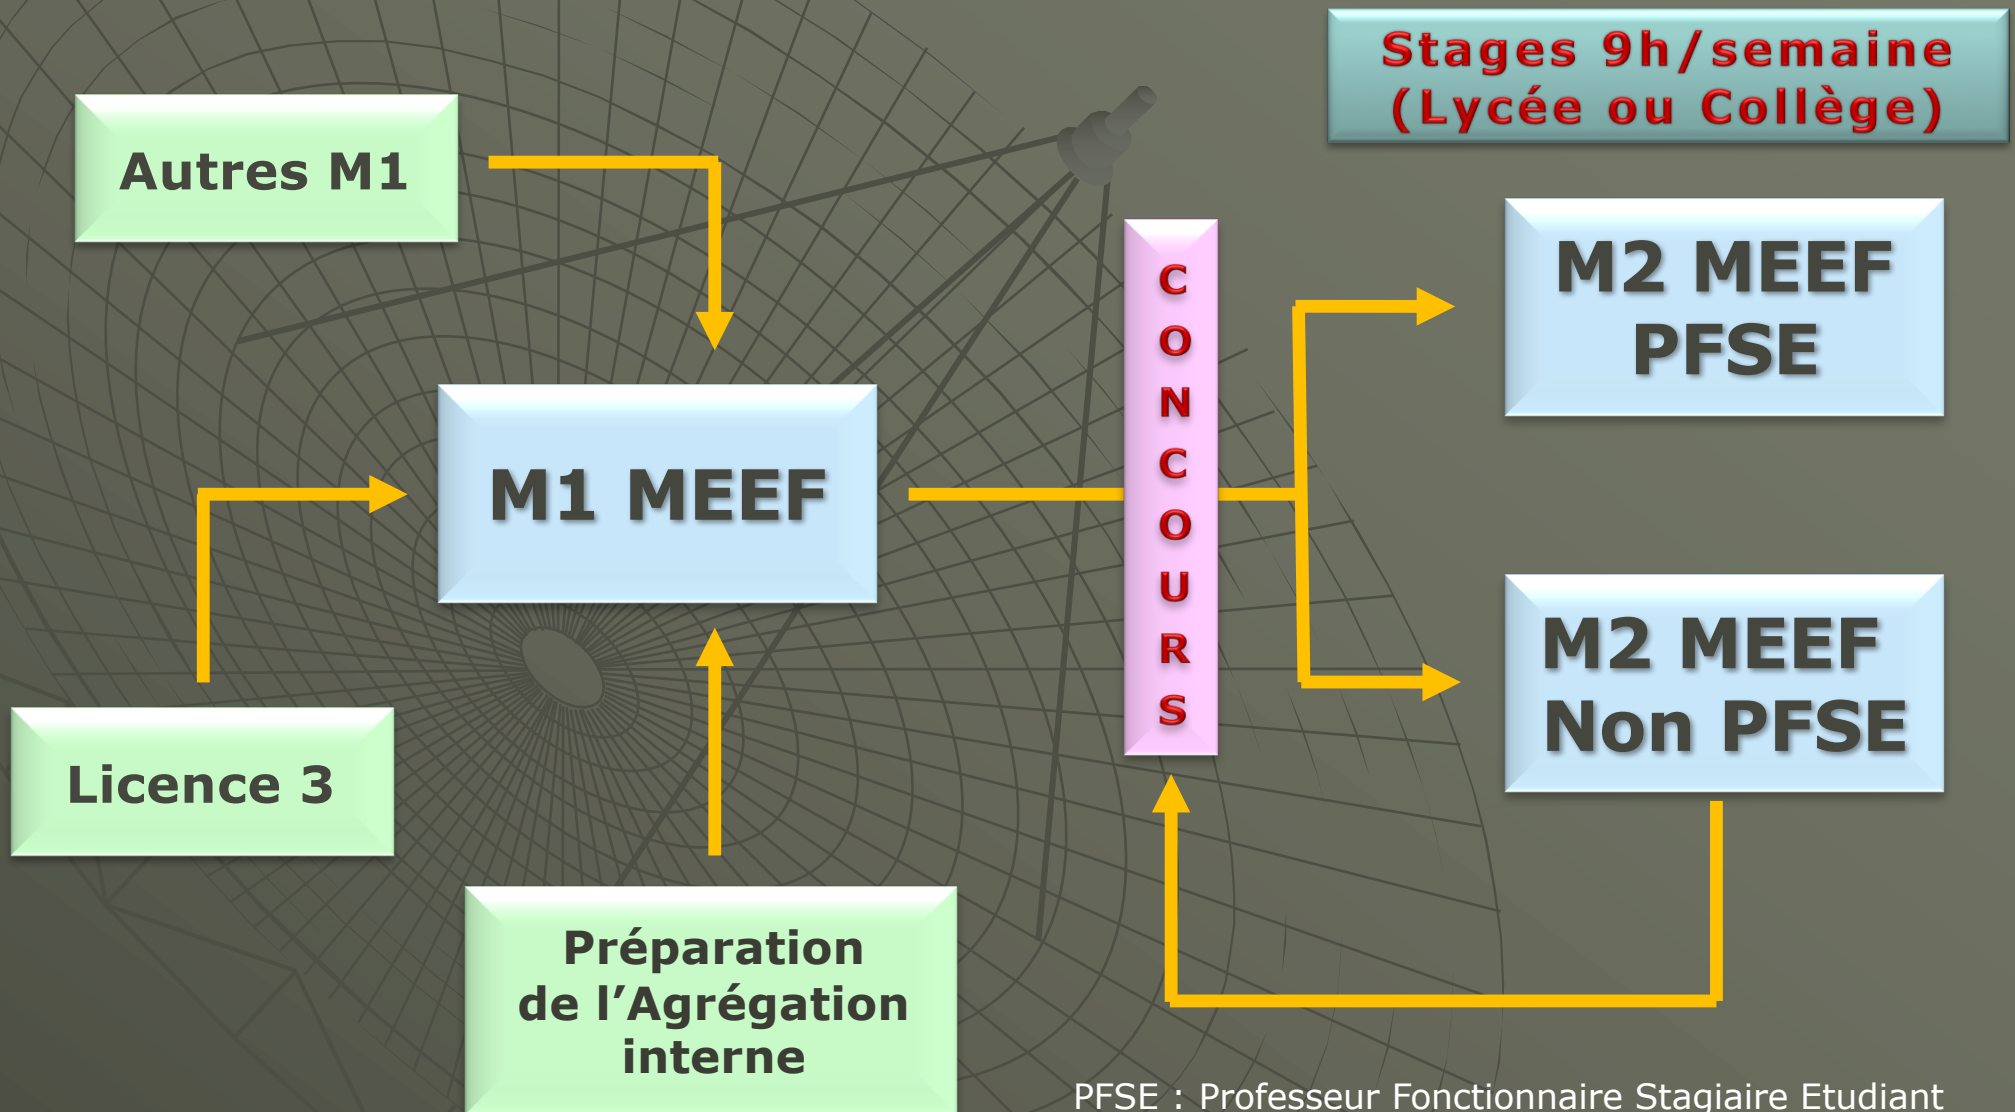 Stages 9h/semaine
(Lycée ou Collège)
Autres M1
M2 MEEF
PFSE
C
O
N
C
O
U
R
S
M1 MEEF
M2 MEEF
Non PFSE
Licence 3
Préparation
de l’Agrégation
interne
PFSE : Professeur Fonctionnaire Stagiaire Etudiant